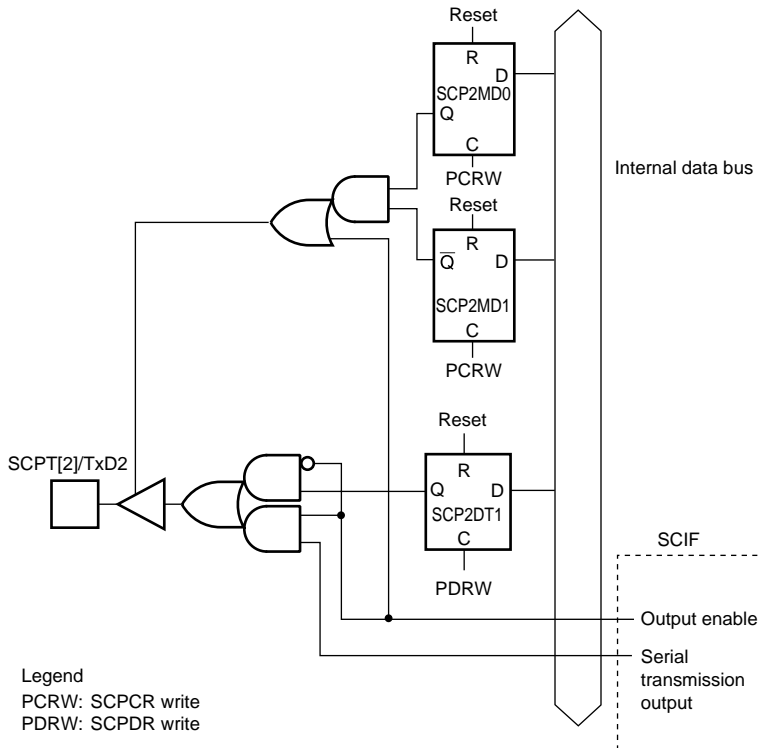 Reset
R
D
SCP2MD0
Q
C
PCRW
Internal data bus
Reset
R
Q
D
SCP2MD1
C
PCRW
Reset
SCPT[2]/TxD2
R
Q
D
SCP2DT1
C
PDRW
SCIF
Output enable
Serial
transmission
output
Legend
PCRW: SCPCR write
PDRW: SCPDR write